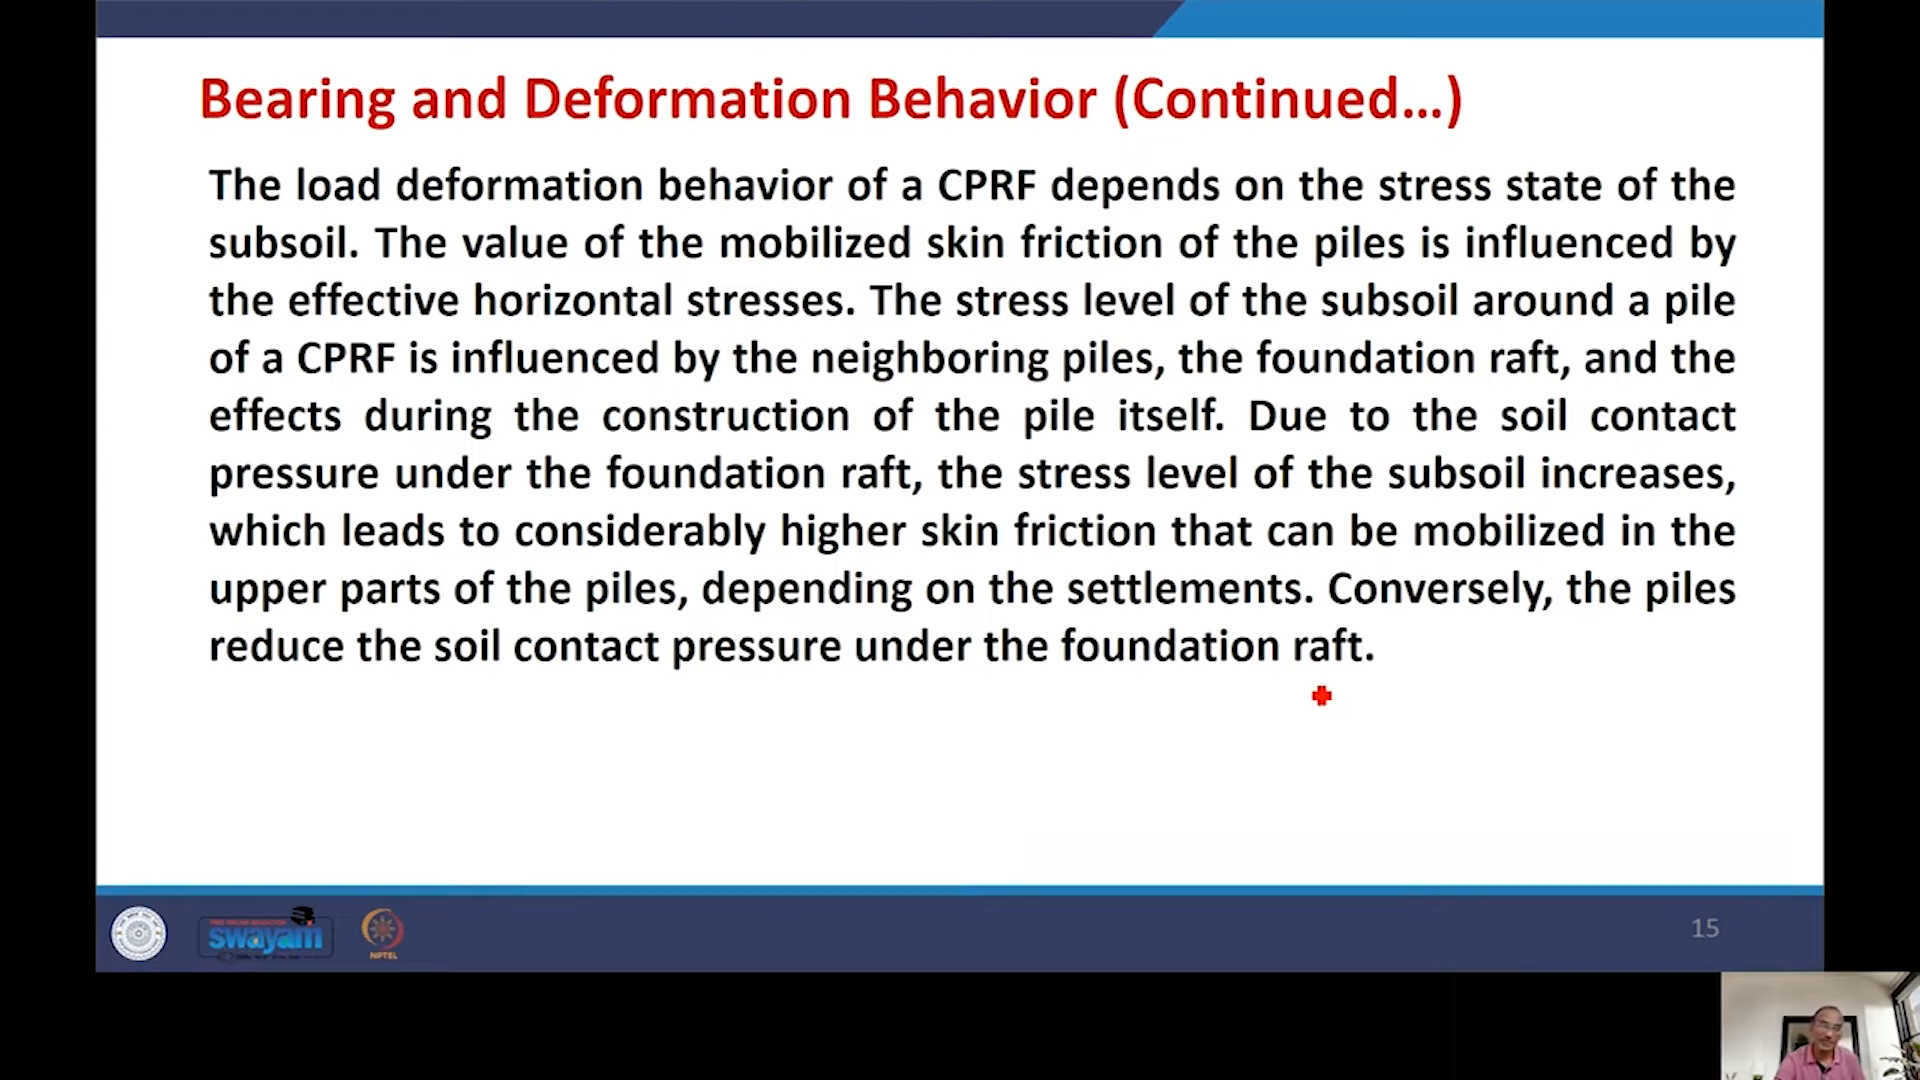 Bearing and Deformation Behavior (Continued...)
The load deformation behavior of a CPRF depends on the stress state of the
subsoil. The value of the mobilized skin friction of the piles is influenced by
the effective horizontal stresses. The stress level of the subsoil around a pile
of a CPRF is influenced by the neighboring piles, the foundation raft, and the
effects during the construction of the pile itself. Due to the soil contact
pressure under the foundation raft, the stress level of the subsoil increases,
which leads to considerably higher skin friction that can be mobilized in the
upper parts of the piles, depending on the settlements. Conversely, the piles
reduce the soil contact pressure under the foundation raft.
FREE ONLINE EDUCATION
swayam
NPTEL
15